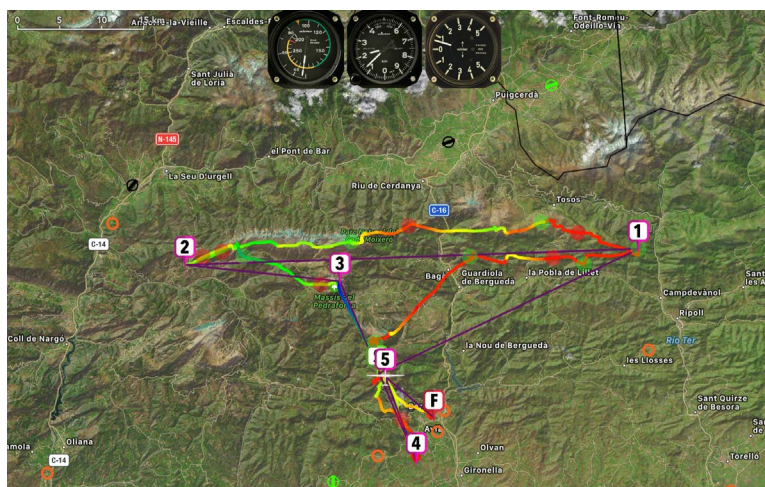 0 5 10 15 km
Escaldes-
Font-Romeu-
Odeillo-Via
Sant Julià
de Lòria
Puigcerdà
N-145
el Pont de Bar
La Seu D'urgell
Riu de Cerdanya
Tosos
C-16
C-14
2
1
3
Bagà
Guardiola
de Bergueda
la Pobla de Lillet
Massís del
Pedraforca
Campdevànol
Ripoll
Coll de Nargó
5
la Nou de Bergueda
Rio Ter
les Llosses
F
Sant Quirze
de Besora
4
Oliana
C-14
Olvan
Gironella
Torelló